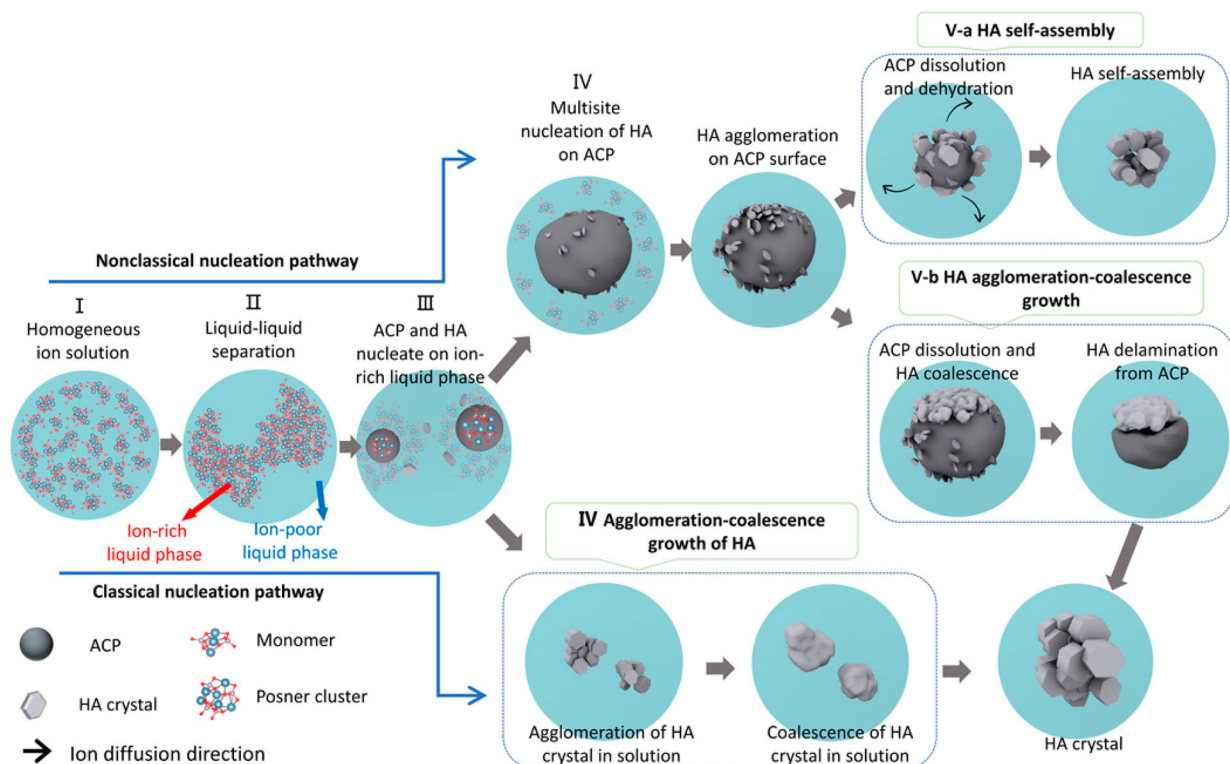 V-a HA self-assembly
ACP dissolution
and dehydration
HA self-assembly
Ⅳ
Multisite
nucleation of HA
on ACP
HA agglomeration
on ACP surface
Nonclassical nucleation pathway
V-b HA agglomeration-coalescence
growth
Ⅰ
Homogeneous
ion solution
Ⅱ
Liquid-liquid
separation
Ⅲ
ACP and HA
nucleate on ion-
rich liquid phase
ACP dissolution and
HA coalescence
HA delamination
from ACP
Ion-rich
liquid phase
Ion-poor
liquid phase
Ⅳ Agglomeration-coalescence
growth of HA
Classical nucleation pathway
ACP
Monomer
HA crystal
Posner cluster
Ion diffusion direction
Agglomeration of HA
crystal in solution
Coalescence of HA
crystal in solution
HA crystal